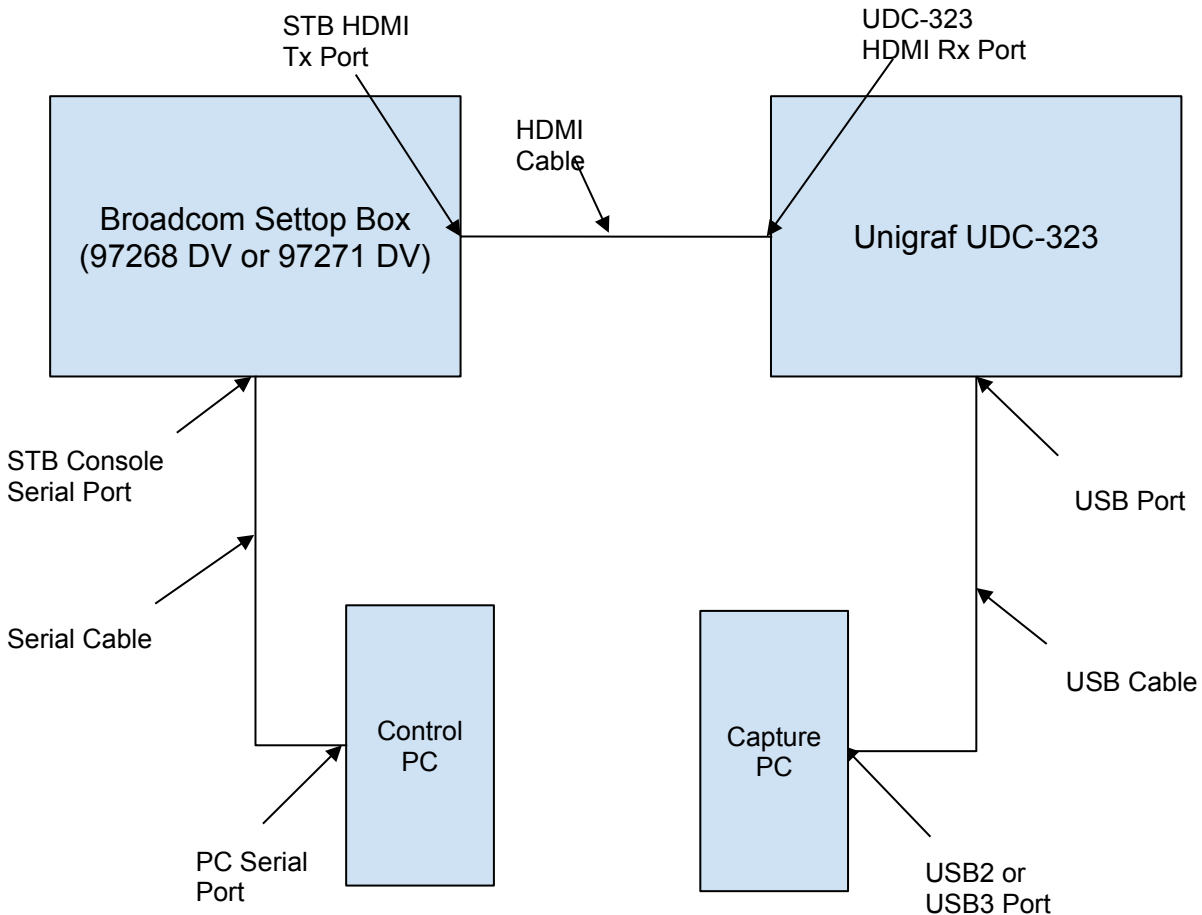 STB HDMI
Tx Port
UDC-323
HDMI Rx Port
HDMI
Cable
Broadcom Settop Box
(97268 DV or 97271 DV)
Unigraf UDC-323
STB Console
Serial Port
USB Port
Serial Cable
USB Cable
Control
PC
Capture
PC
PC Serial
Port
USB2 or
USB3 Port